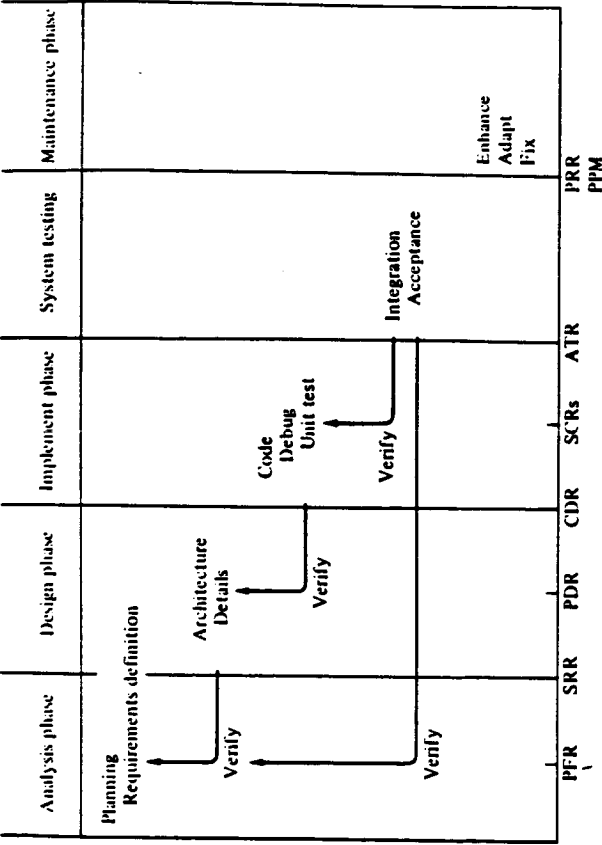 Analysis phase
Design phase
Implement phase
System testing
Maintenance phase
Planning
Requirements definition
Verify
Architecture
Details
Verify
Code
Debug
Unit test
Verify
Integration
Acceptance
Verify
Enhance
Adapt
Fix
PFR
SRR
PDR
CDR
SCRs
ATR
PRR
PPM